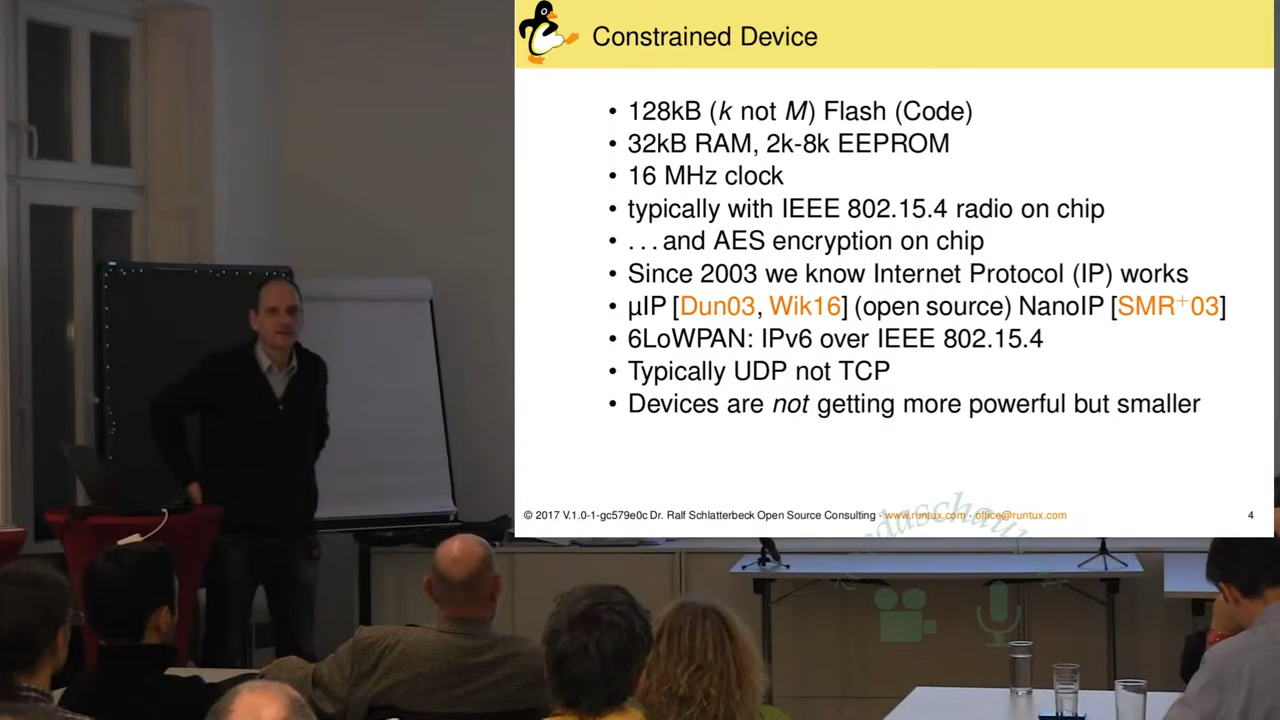 Constrained Device
• 128kB (k not M) Flash (Code)
• 32kB RAM, 2k-8k EEPROM
• 16 MHz clock
• typically with IEEE 802.15.4 radio on chip
• . . . and AES encryption on chip
• Since 2003 we know Internet Protocol (IP) works
• µIP [Dun03, Wik16] (open source) NanoIP [SMR⁺03]
• 6LoWPAN: IPv6 over IEEE 802.15.4
• Typically UDP not TCP
• Devices are not getting more powerful but smaller
© 2017 V.1.0-1-gc579e0c Dr. Ralf Schlatterbeck Open Source Consulting · www.runtux.com · office@runtux.com 4